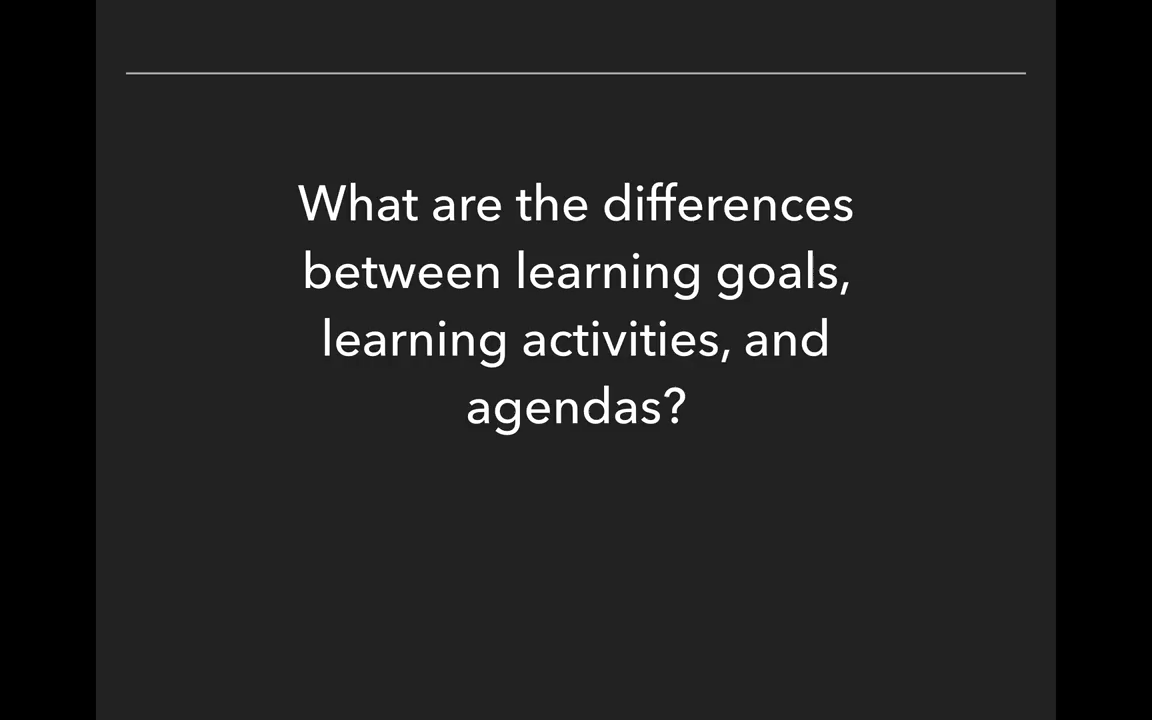 What are the differences
between learning goals,
learning activities, and
agendas?